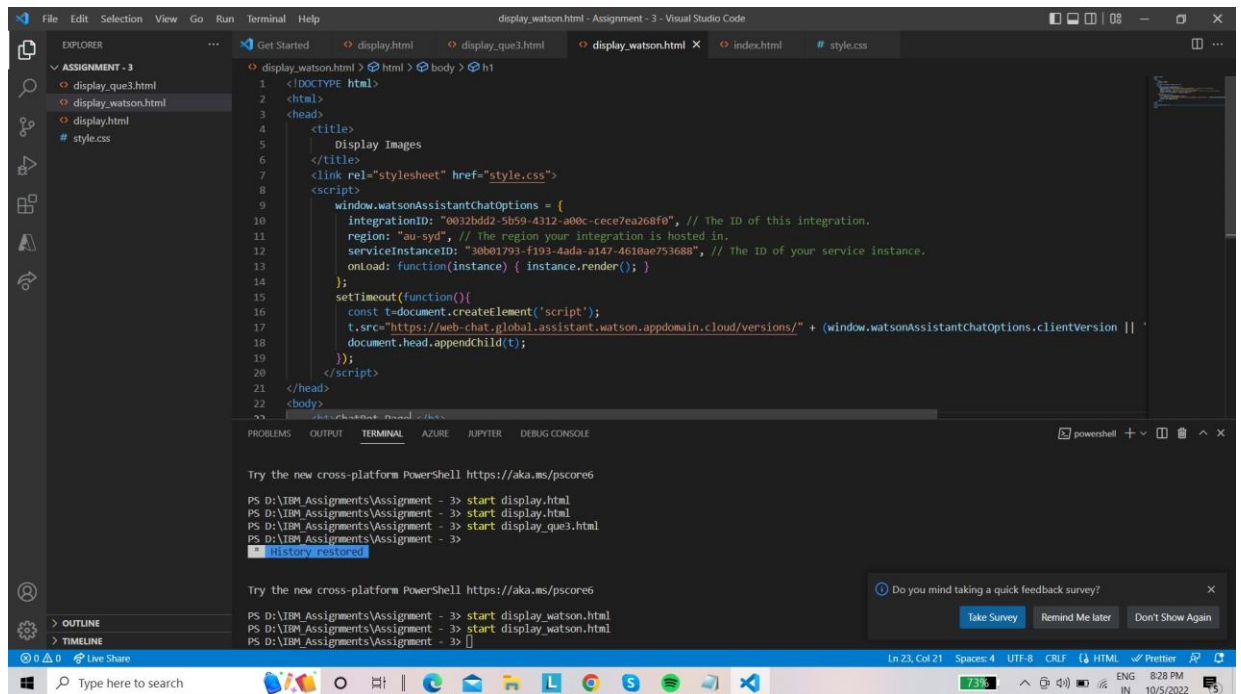 File Edit Selection View Go Run Terminal Help
display_watson.html - Assignment - 3 - Visual Studio Code
EXPLORER
Get Started
display.html
display_que3.html
display_watson.html
index.html
# style.css
ASSIGNMENT - 3
display_que3.html
display_watson.html
display.html
# style.css
OUTLINE
TIMELINE
display_watson.html > html > body > h1
1 <!DOCTYPE html>
2 <html>
3 <head>
4 <title>
5 Display Images
6 </title>
7 <link rel="stylesheet" href="style.css">
8 <script>
9 window.watsonAssistantChatOptions = {
10 integrationID: "0032bdd2-5b59-4312-a00c-cece7ea268f0", // The ID of this integration.
11 region: "au-syd", // The region your integration is hosted in.
12 serviceInstanceID: "30b01793-f193-4ada-a147-4610ae753688", // The ID of your service instance.
13 onLoad: function(instance) { instance.render(); }
14 };
15 setTimeout(function(){
16 const t=document.createElement('script');
17 t.src="https://web-chat.global.assistant.watson.appdomain.cloud/versions/" + (window.watsonAssistantChatOptions.clientVersion || '
18 document.head.appendChild(t);
19 });
20 </script>
21 </head>
22 <body>
23 <h1>ChatBot Page </h1>
PROBLEMS OUTPUT TERMINAL AZURE JUPYTER DEBUG CONSOLE
powershell
Try the new cross-platform PowerShell https://aka.ms/pscore6
PS D:\IBM_Assignments\Assignment - 3> start display.html
PS D:\IBM_Assignments\Assignment - 3> start display.html
PS D:\IBM_Assignments\Assignment - 3> start display_que3.html
PS D:\IBM_Assignments\Assignment - 3>
* History restored
Try the new cross-platform PowerShell https://aka.ms/pscore6
PS D:\IBM_Assignments\Assignment - 3> start display_watson.html
PS D:\IBM_Assignments\Assignment - 3> start display_watson.html
PS D:\IBM_Assignments\Assignment - 3>
Do you mind taking a quick feedback survey?
Take Survey Remind Me later Don't Show Again
0 0 Live Share
Ln 23, Col 21 Spaces: 4 UTF-8 CRLF HTML Prettier
Type here to search
73%
ENG
IN
8:28 PM
10/5/2022
5